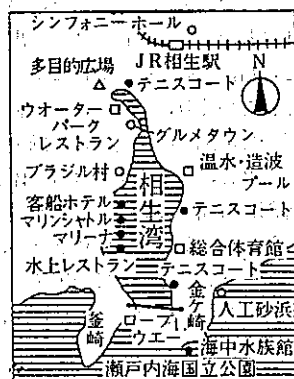 シンフォニーホール
JR相生駅
N
多目的広場
テニスコート
ウオーター
パーク
レストラン
グルメタウン
ブラジル村
温水・造波
プール
相生湾
客船ホテル
マリンシャトル
マリーナ
テニスコート
水上レストラン
総合体育館
テニスコート
金ケ崎
人工砂浜
釜崎
ロープ
ウエー
海中水族館
瀬戸内海国立公園